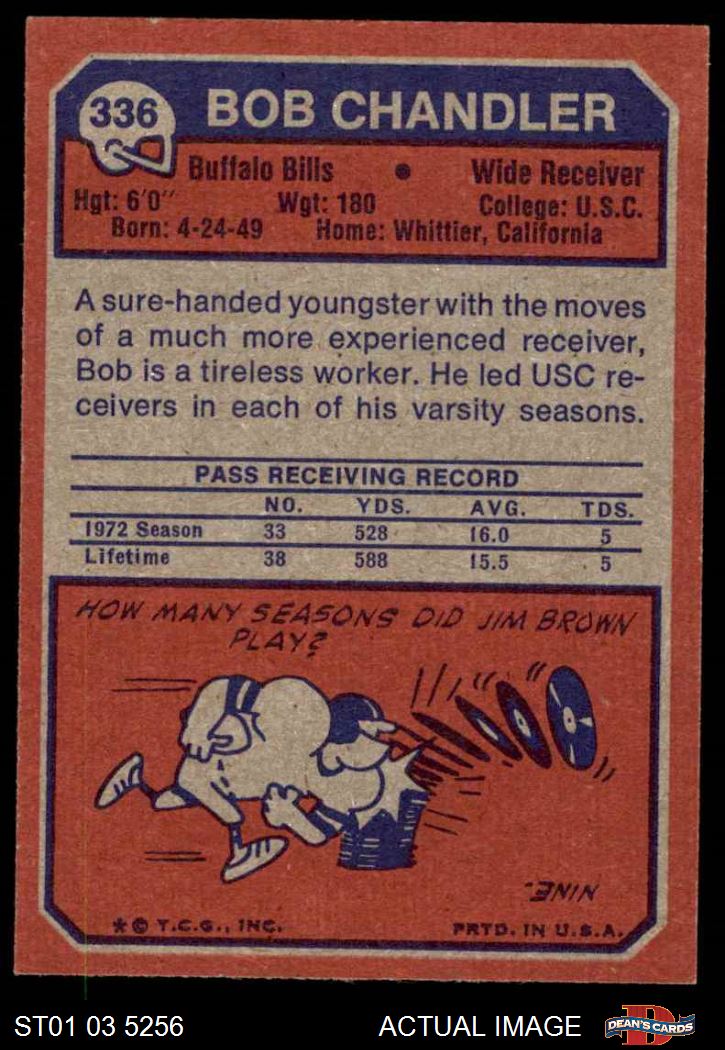 336 BOB CHANDLER
Buffalo Bills • Wide Receiver
Hgt: 6'0" Wgt: 180 College: U.S.C.
Born: 4-24-49 Home: Whittier, California
A sure-handed youngster with the moves
of a much more experienced receiver,
Bob is a tireless worker. He led USC re-
ceivers in each of his varsity seasons.
PASS RECEIVING RECORD
NO. YDS. AVG. TDS.
1972 Season 33 528 16.0 5
Lifetime 38 588 15.5 5
HOW MANY SEASONS DID JIM BROWN
PLAY?
NINE.
* © T.C.G., INC. PRTD. IN U.S.A.
ST01 03 5256 ACTUAL IMAGE D DEAN'S CARDS